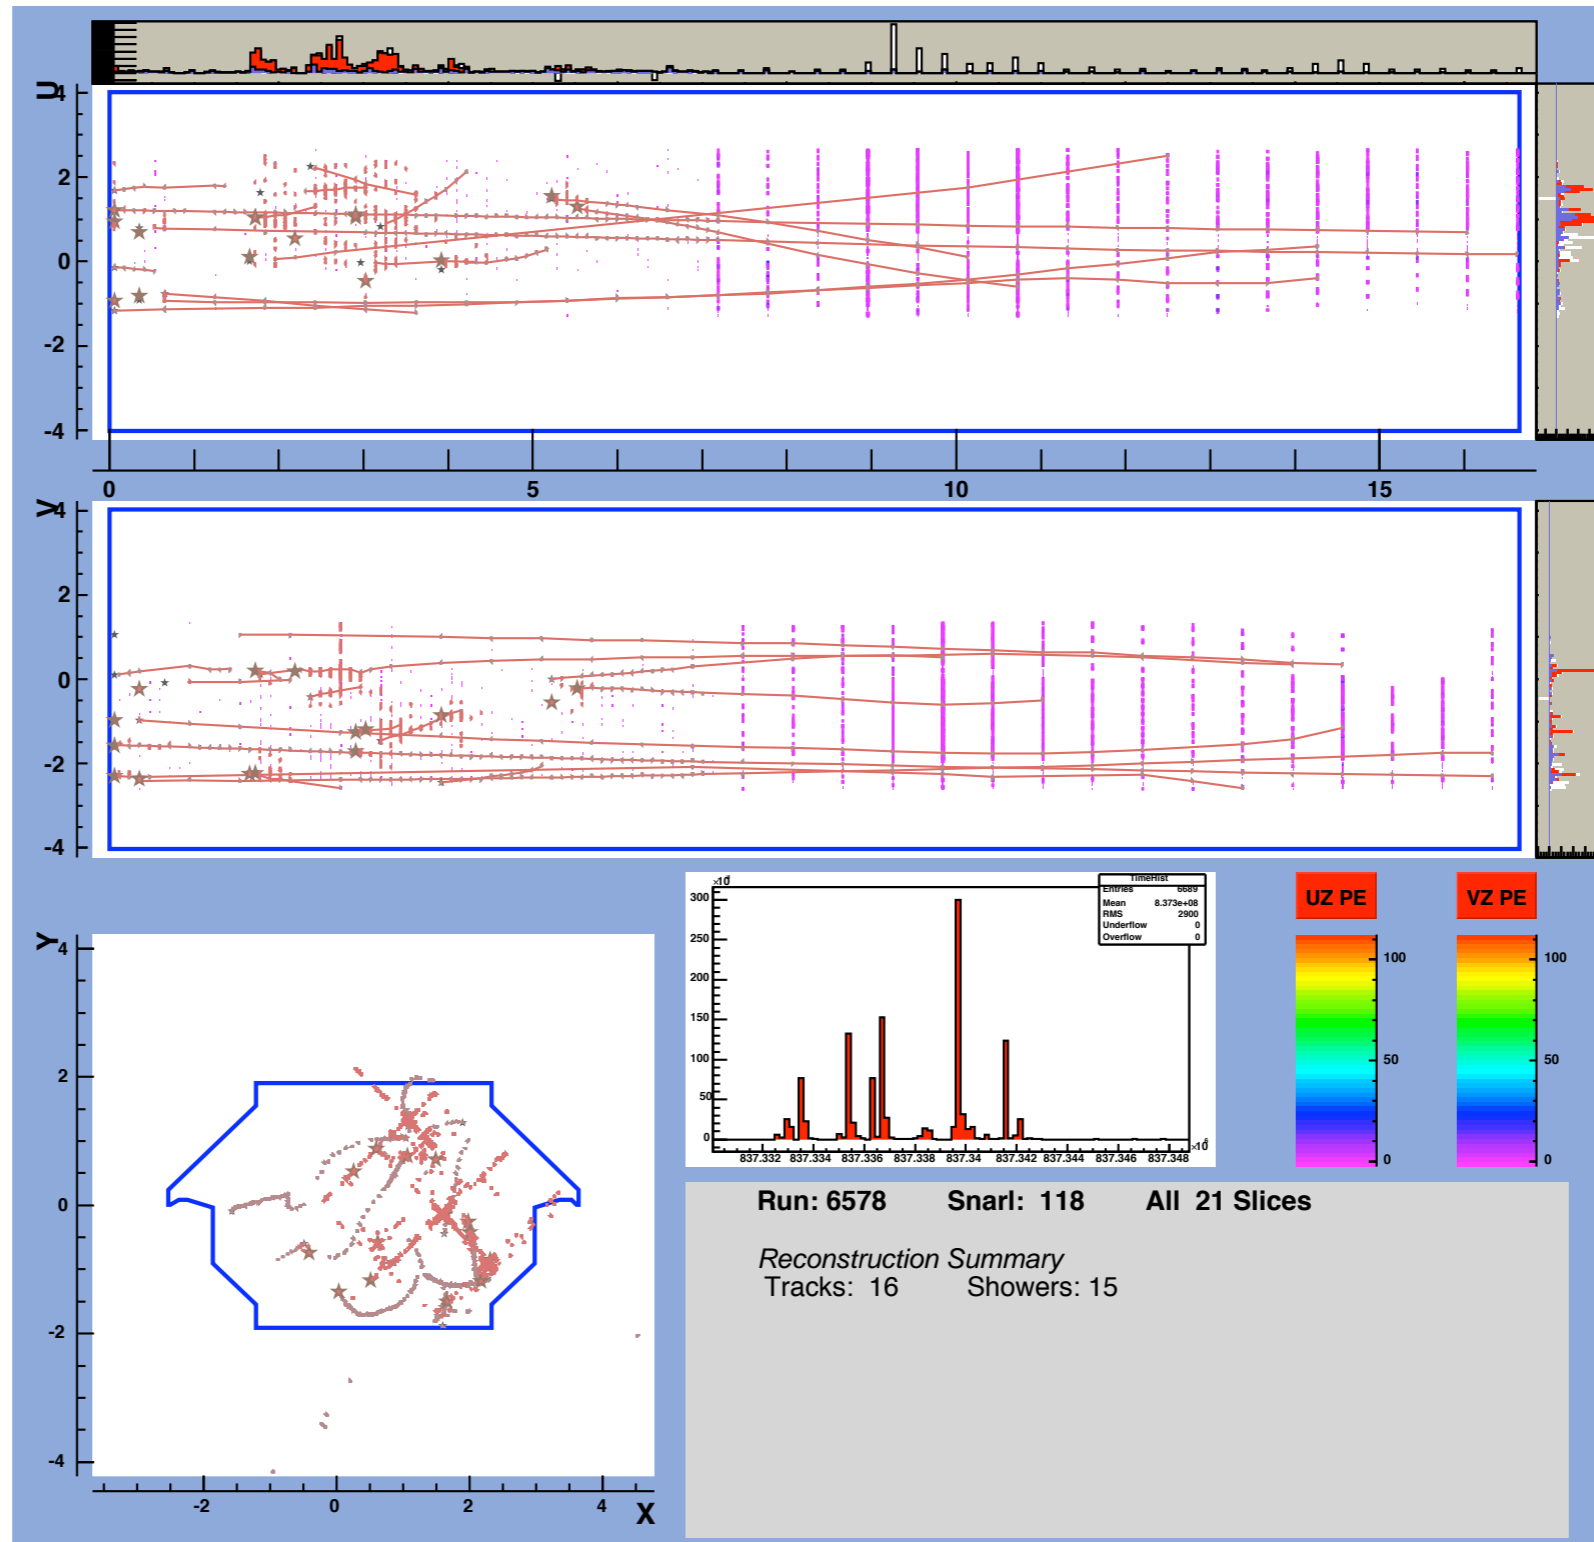 U
4
2
0
-2
-4
0 5 10 15
V
4
2
0
-2
-4
Y
4
2
0
-2
-4
-2 0 2 4
X
TimeHist
Entries 6689
Mean 8.373e+08
RMS 2900
Underflow 0
Overflow 0
300
250
200
150
100
50
0
837.332 837.334 837.336 837.338 837.34 837.342 837.344 837.346 837.348
UZ PE
VZ PE
100
50
0
100
50
0
Run: 6578 Snarl: 118 All 21 Slices
Reconstruction Summary
Tracks: 16 Showers: 15